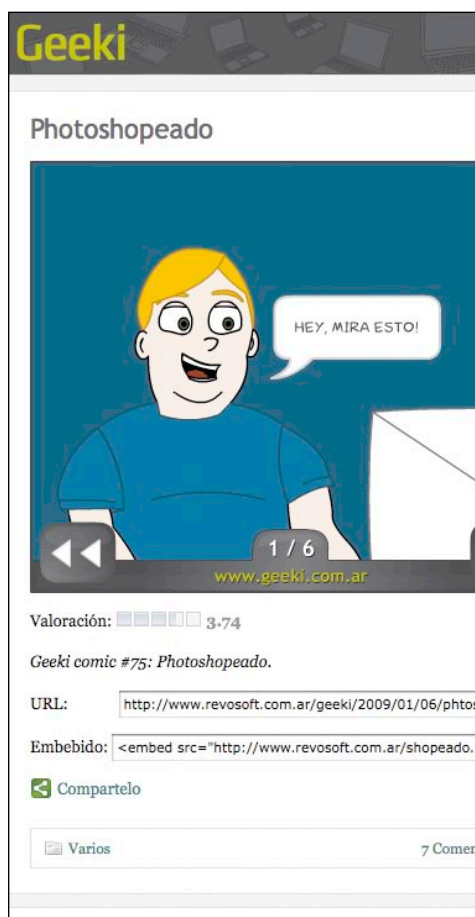 Geeki
Photoshopeado
HEY, MIRA ESTO!
1 / 6
www.geeki.com.ar
Valoración: 3.74
Geeki comic #75: Photoshopeado.
URL: http://www.revosoft.com.ar/geeki/2009/01/06/phtos
Embebido: <embed src="http://www.revosoft.com.ar/shopeado.
Compartelo
Varios 7 Comen